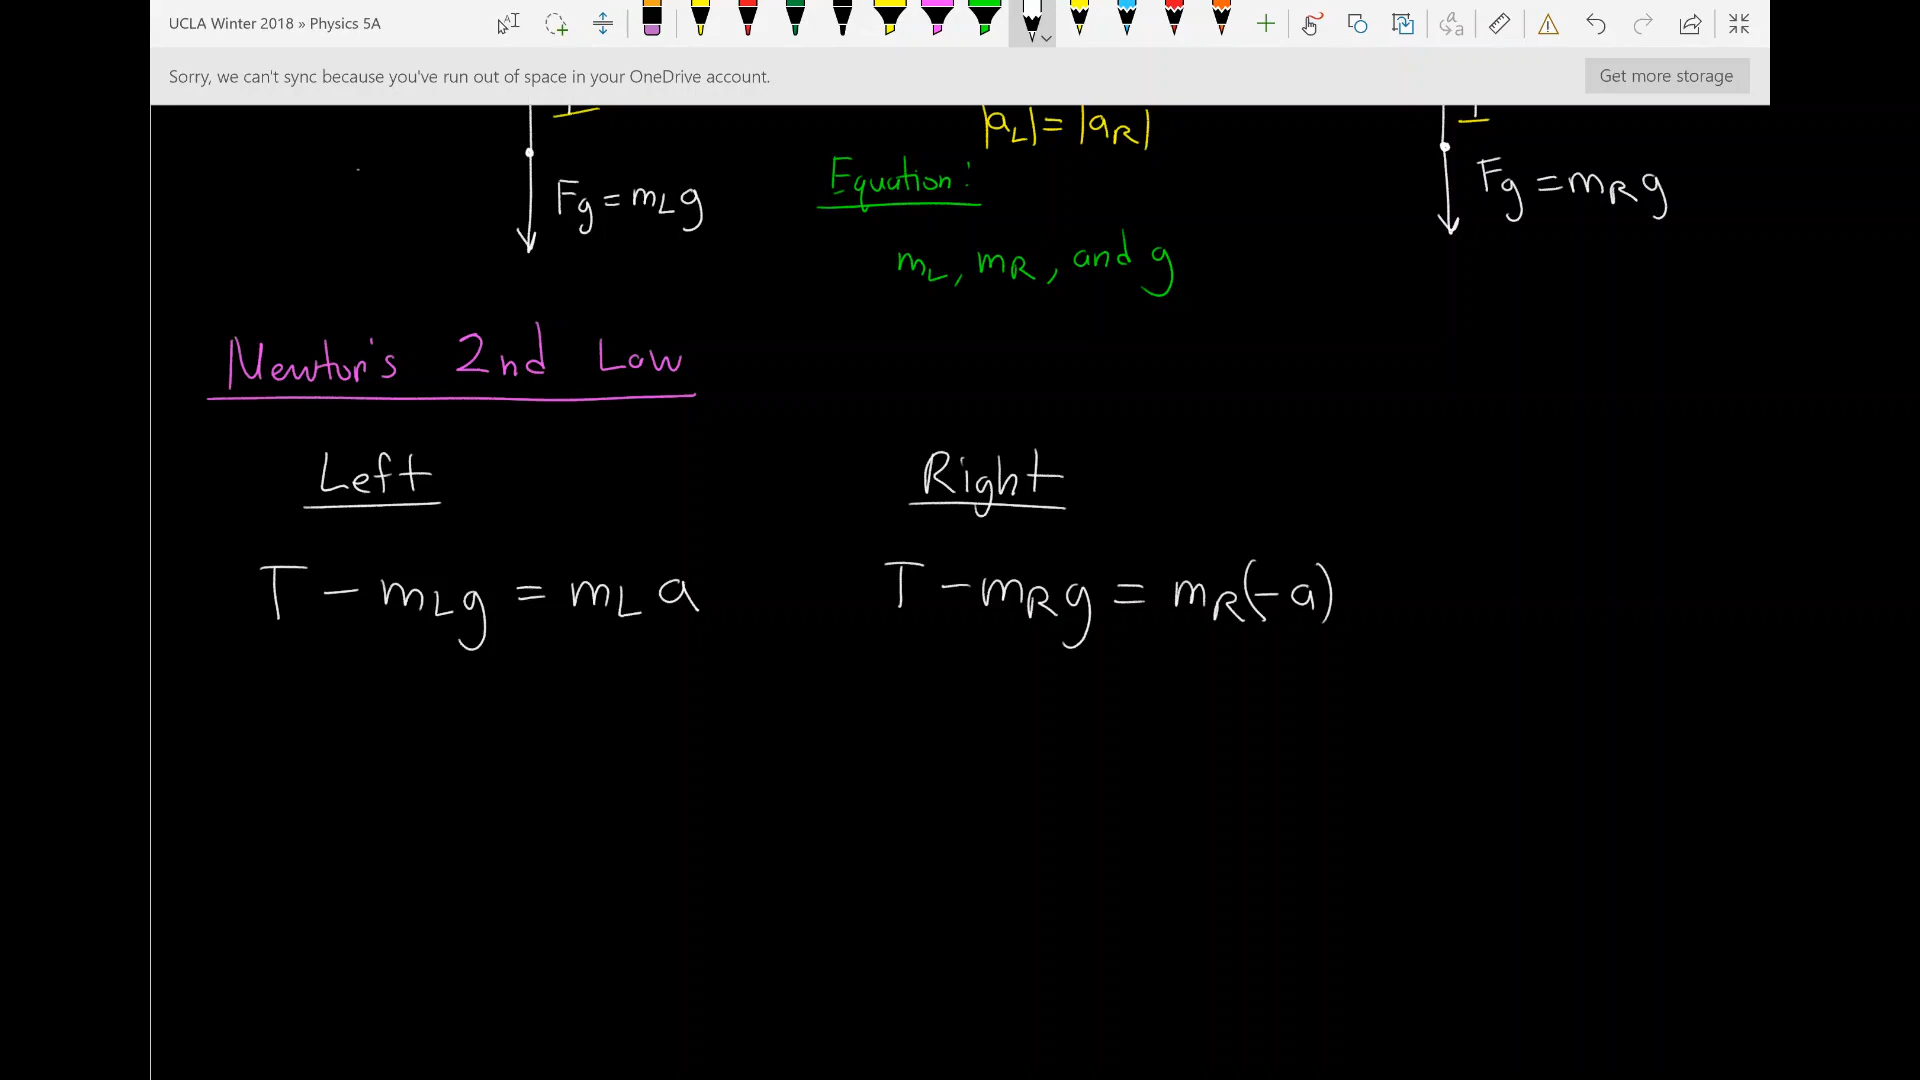 UCLA Winter 2018 » Physics 5A
Sorry, we can't sync because you've run out of space in your OneDrive account.
Get more storage
|aL| = |aR|
Equation:
Fg = mLg
Fg = mRg
mL, mR, and g
Newton's 2nd Law
Left
Right
T − mLg = mL a
T − mRg = mR(−a)